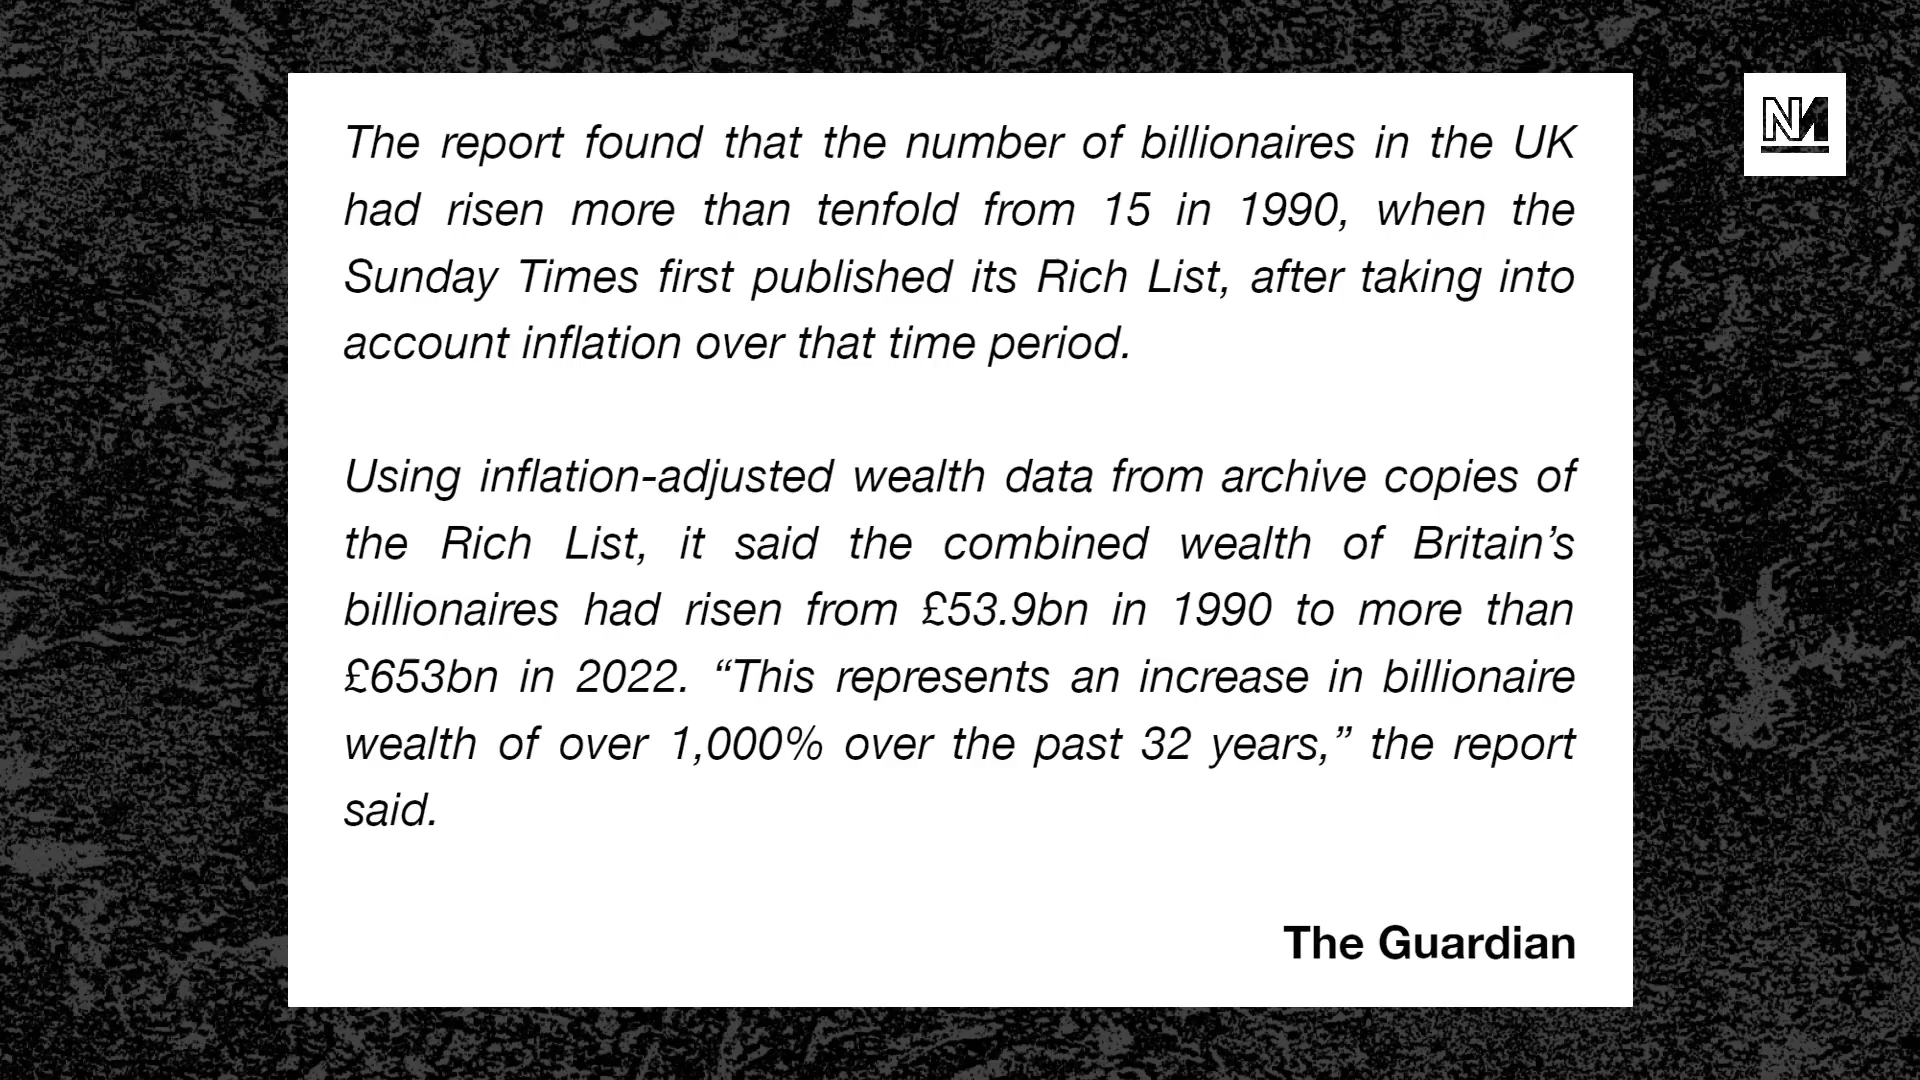 The report found that the number of billionaires in the UK
had risen more than tenfold from 15 in 1990, when the
Sunday Times first published its Rich List, after taking into
account inflation over that time period.
Using inflation-adjusted wealth data from archive copies of
the Rich List, it said the combined wealth of Britain’s
billionaires had risen from £53.9bn in 1990 to more than
£653bn in 2022. “This represents an increase in billionaire
wealth of over 1,000% over the past 32 years,” the report
said.
The Guardian
NM